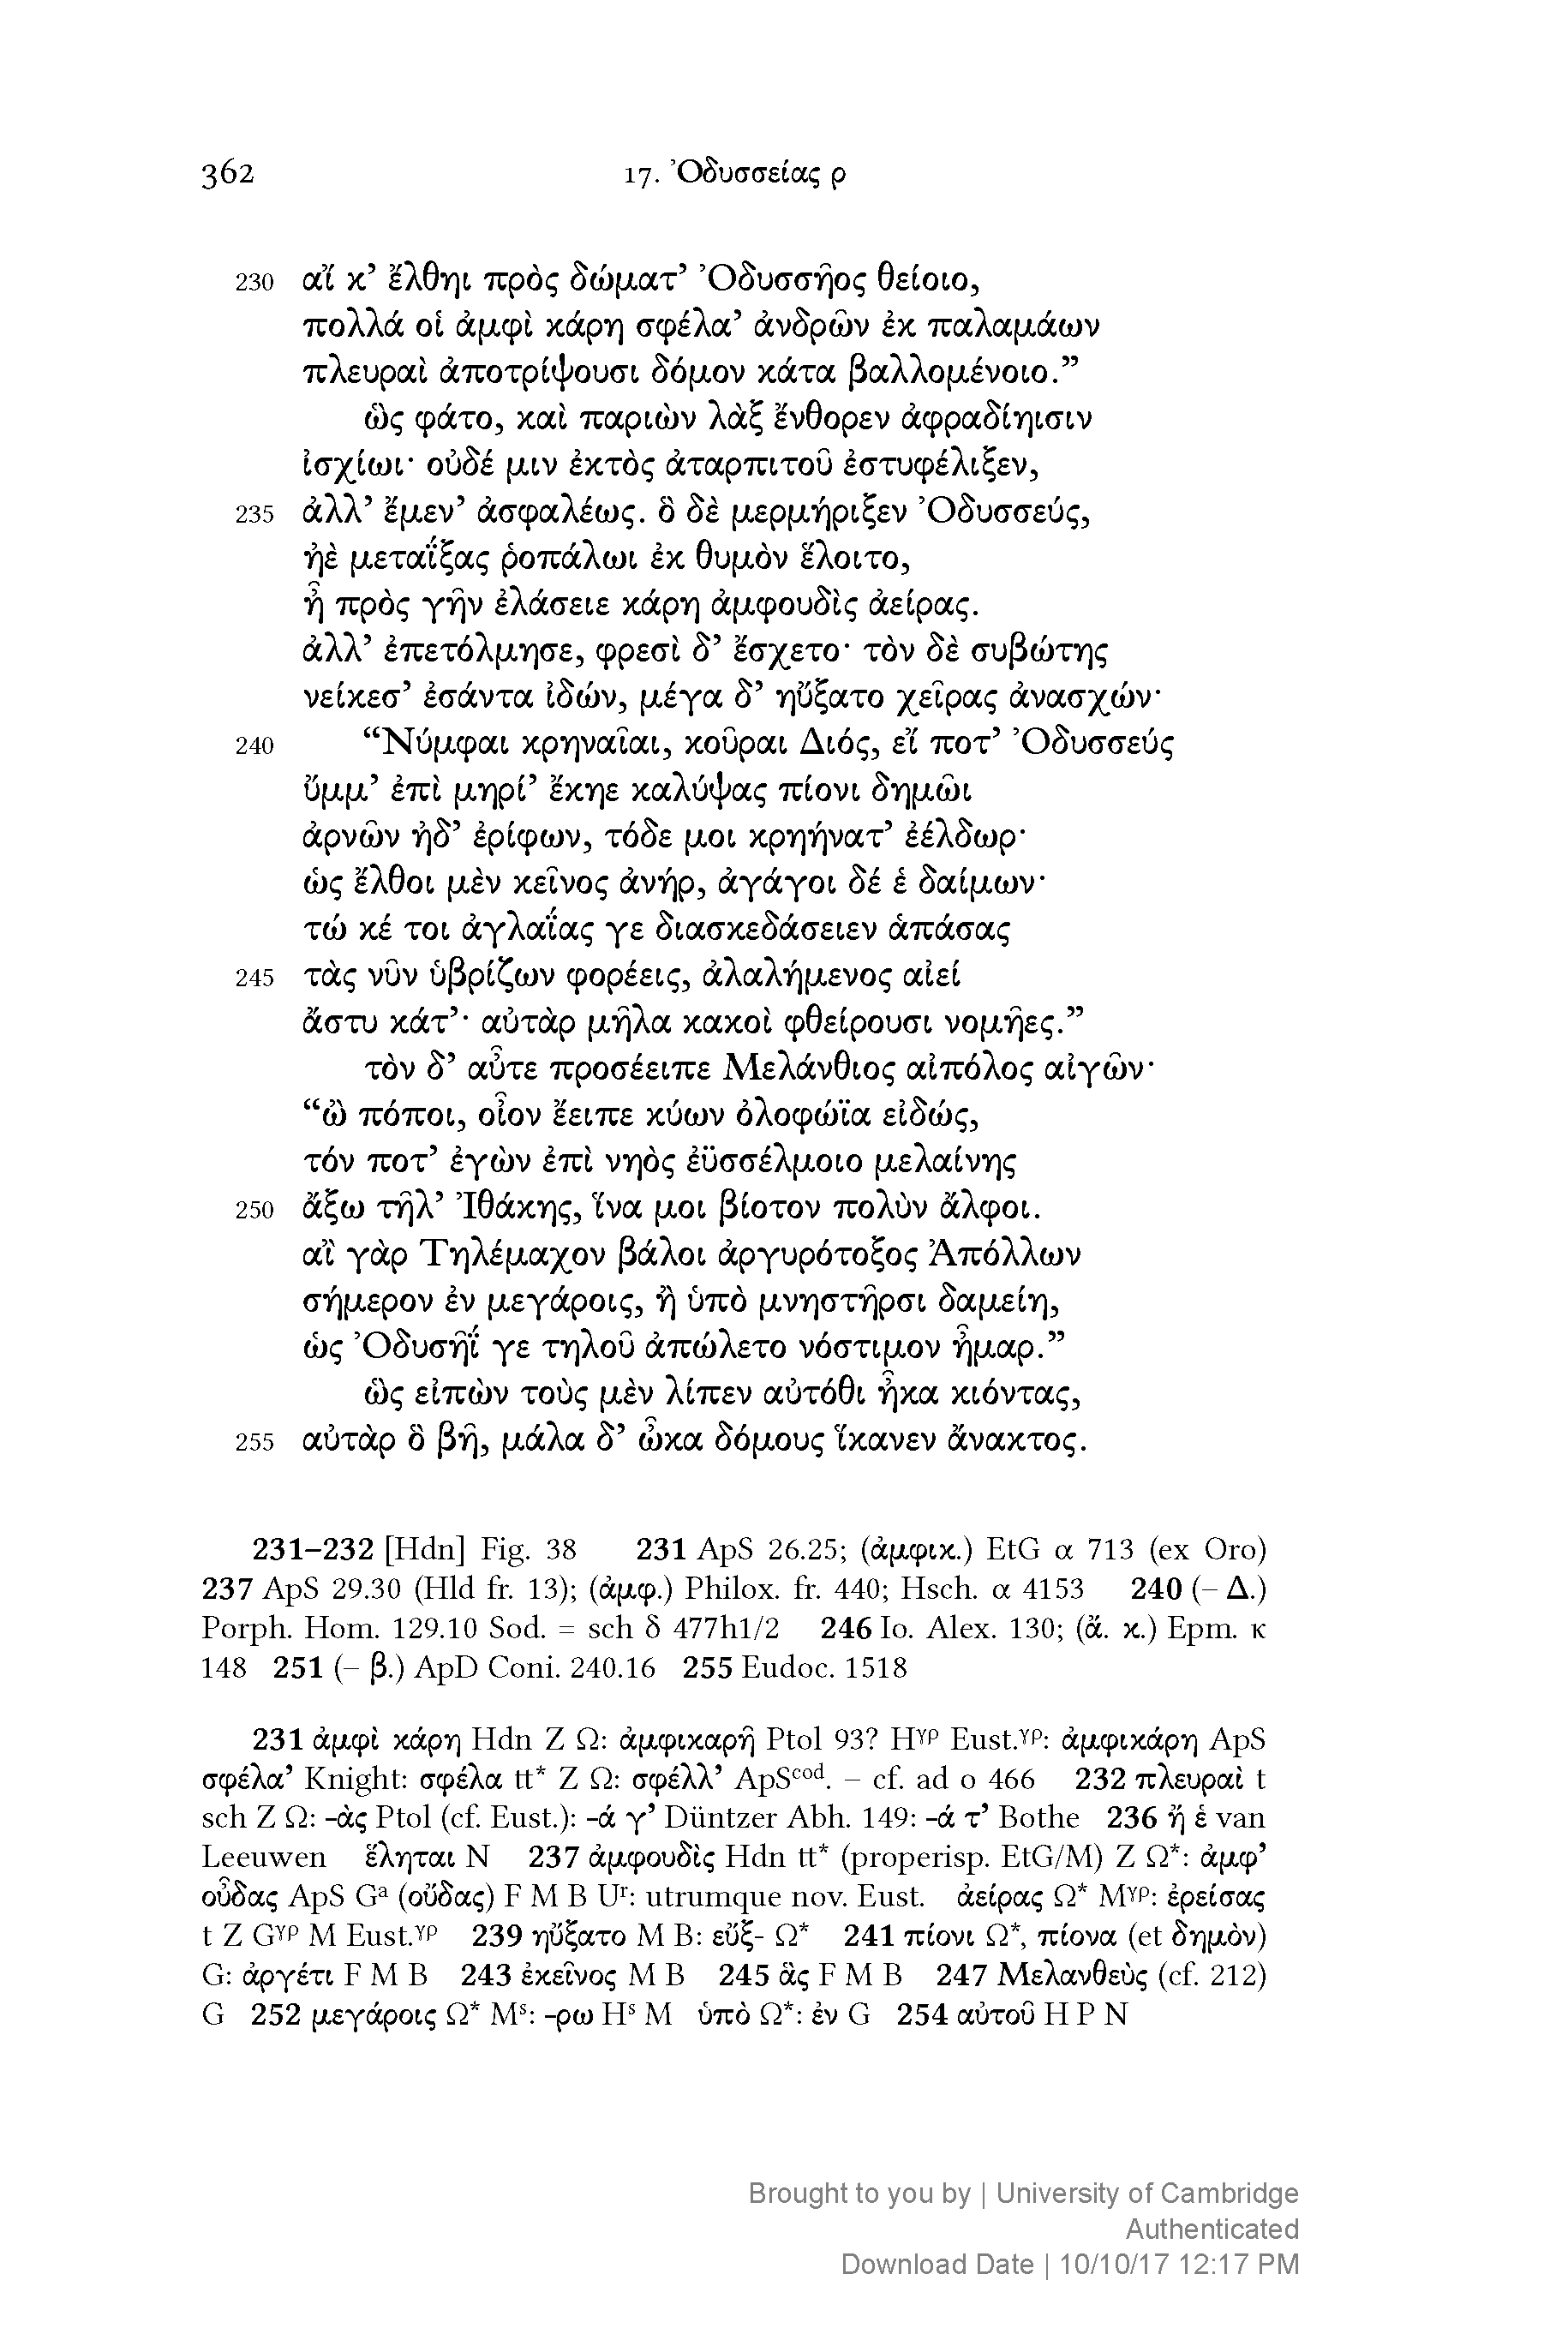 362 17. Ὀδυσσείας ρ
230 αἴ κ’ ἔλθηι πρὸς δώματ’ Ὀδυσσῆος θείοιο,
πολλά οἱ ἀμφὶ κάρη σφέλα’ ἀνδρῶν ἐκ παλαμάων
πλευραὶ ἀποτρίψουσι δόμον κάτα βαλλομένοιο.”
ὣς φάτο, καὶ παριὼν λὰξ ἔνθορεν ἀφραδίηισιν
ἰσχίωι· οὐδέ μιν ἐκτὸς ἀταρπιτοῦ ἐστυφέλιξεν,
235 ἀλλ’ ἔμεν’ ἀσφαλέως. ὃ δὲ μερμήριξεν Ὀδυσσεύς,
ἠὲ μεταΐξας ῥοπάλωι ἐκ θυμὸν ἕλοιτο,
ἦ πρὸς γῆν ἐλάσειε κάρη ἀμφουδὶς ἀείρας.
ἀλλ’ ἐπετόλμησε, φρεσὶ δ’ ἔσχετο· τὸν δὲ συβώτης
νείκεσ’ ἐσάντα ἰδών, μέγα δ’ ηὔξατο χεῖρας ἀνασχών·
240 “Νύμφαι κρηναῖαι, κοῦραι Διός, εἴ ποτ’ Ὀδυσσεύς
ὔμμ’ ἐπὶ μηρί’ ἔκηε καλύψας πίονι δημῶι
ἀρνῶν ἠδ’ ἐρίφων, τόδε μοι κρηήνατ’ ἐέλδωρ·
ὡς ἔλθοι μὲν κεῖνος ἀνήρ, ἀγάγοι δέ ἑ δαίμων·
τώ κέ τοι ἀγλαΐας γε διασκεδάσειεν ἁπάσας
245 τὰς νῦν ὑβρίζων φορέεις, ἀλαλήμενος αἰεί
ἄστυ κάτ’· αὐτὰρ μῆλα κακοὶ φθείρουσι νομῆες.”
τὸν δ’ αὖτε προσέειπε Μελάνθιος αἰπόλος αἰγῶν·
“ὢ πόποι, οἷον ἔειπε κύων ὀλοφώϊα εἰδώς,
τόν ποτ’ ἐγὼν ἐπὶ νηὸς ἐϋσσέλμοιο μελαίνης
250 ἄξω τῆλ’ Ἰθάκης, ἵνα μοι βίοτον πολὺν ἄλφοι.
αἲ γὰρ Τηλέμαχον βάλοι ἀργυρότοξος Ἀπόλλων
σήμερον ἐν μεγάροις, ἢ ὑπὸ μνηστῆρσι δαμείη,
ὡς Ὀδυσῆΐ γε τηλοῦ ἀπώλετο νόστιμον ἦμαρ.”
ὣς εἰπὼν τοὺς μὲν λίπεν αὐτόθι ἦκα κιόντας,
255 αὐτὰρ ὃ βῆ, μάλα δ’ ὦκα δόμους ἵκανεν ἄνακτος.
231–232 [Hdn] Fig. 38 231 ApS 26.25; (ἀμφικ.) EtG α 713 (ex Oro)
237 ApS 29.30 (Hld fr. 13); (ἀμφ.) Philox. fr. 440; Hsch. α 4153 240 (– Δ.)
Porph. Hom. 129.10 Sod. = sch δ 477h1/2 246 Io. Alex. 130; (ἄ. κ.) Epm. κ
148 251 (– β.) ApD Coni. 240.16 255 Eudoc. 1518
231 ἀμφὶ κάρη Hdn Z Ω: ἀμφικαρῆ Ptol 93? Hᵞᵖ Eust.ᵞᵖ: ἀμφικάρη ApS
σφέλα’ Knight: σφέλα tt* Z Ω: σφέλλ’ ApSᶜᵒᵈ. – cf. ad ο 466 232 πλευραὶ t
sch Z Ω: -ὰς Ptol (cf. Eust.): -ά γ’ Düntzer Abh. 149: -ά τ’ Bothe 236 ἤ ἑ van
Leeuwen ἕληται N 237 ἀμφουδὶς Hdn tt* (properisp. EtG/M) Z Ω*: ἀμφ’
οὖδας ApS Gᵃ (οὔδας) F M B Uʳ: utrumque nov. Eust. ἀείρας Ω* Mᵞᵖ: ἐρείσας
t Z Gᵞᵖ M Eust.ᵞᵖ 239 ηὔξατο M B: εὔξ- Ω* 241 πίονι Ω*, πίονα (et δημὸν)
G: ἀργέτι F M B 243 ἐκεῖνος M B 245 ἃς F M B 247 Μελανθεὺς (cf. 212)
G 252 μεγάροις Ω* Mˢ: -ρω Hˢ M ὑπὸ Ω*: ἐν G 254 αὐτοῦ H P N
Brought to you by | University of Cambridge
Authenticated
Download Date | 10/10/17 12:17 PM